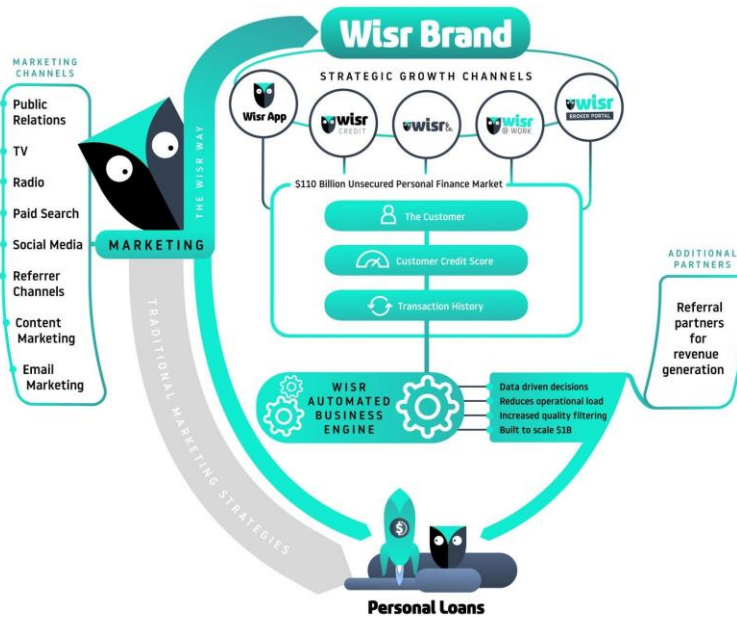 Wisr Brand
STRATEGIC GROWTH CHANNELS
Wisr App
wisr
CREDIT
wisr& Co.
wisr
@ WORK
wisr
BROKER PORTAL
MARKETING
CHANNELS
Public
Relations
TV
Radio
Paid Search
Social Media
Referrer
Channels
Content
Marketing
Email
Marketing
MARKETING
THE WISR WAY
TRADITIONAL MARKETING STRATEGIES
$110 Billion Unsecured Personal Finance Market
The Customer
Customer Credit Score
Transaction History
WISR
AUTOMATED
BUSINESS
ENGINE
Data driven decisions
Reduces operational load
Increased quality filtering
Built to scale $1B
ADDITIONAL
PARTNERS
Referral
partners
for
revenue
generation
$
Personal Loans